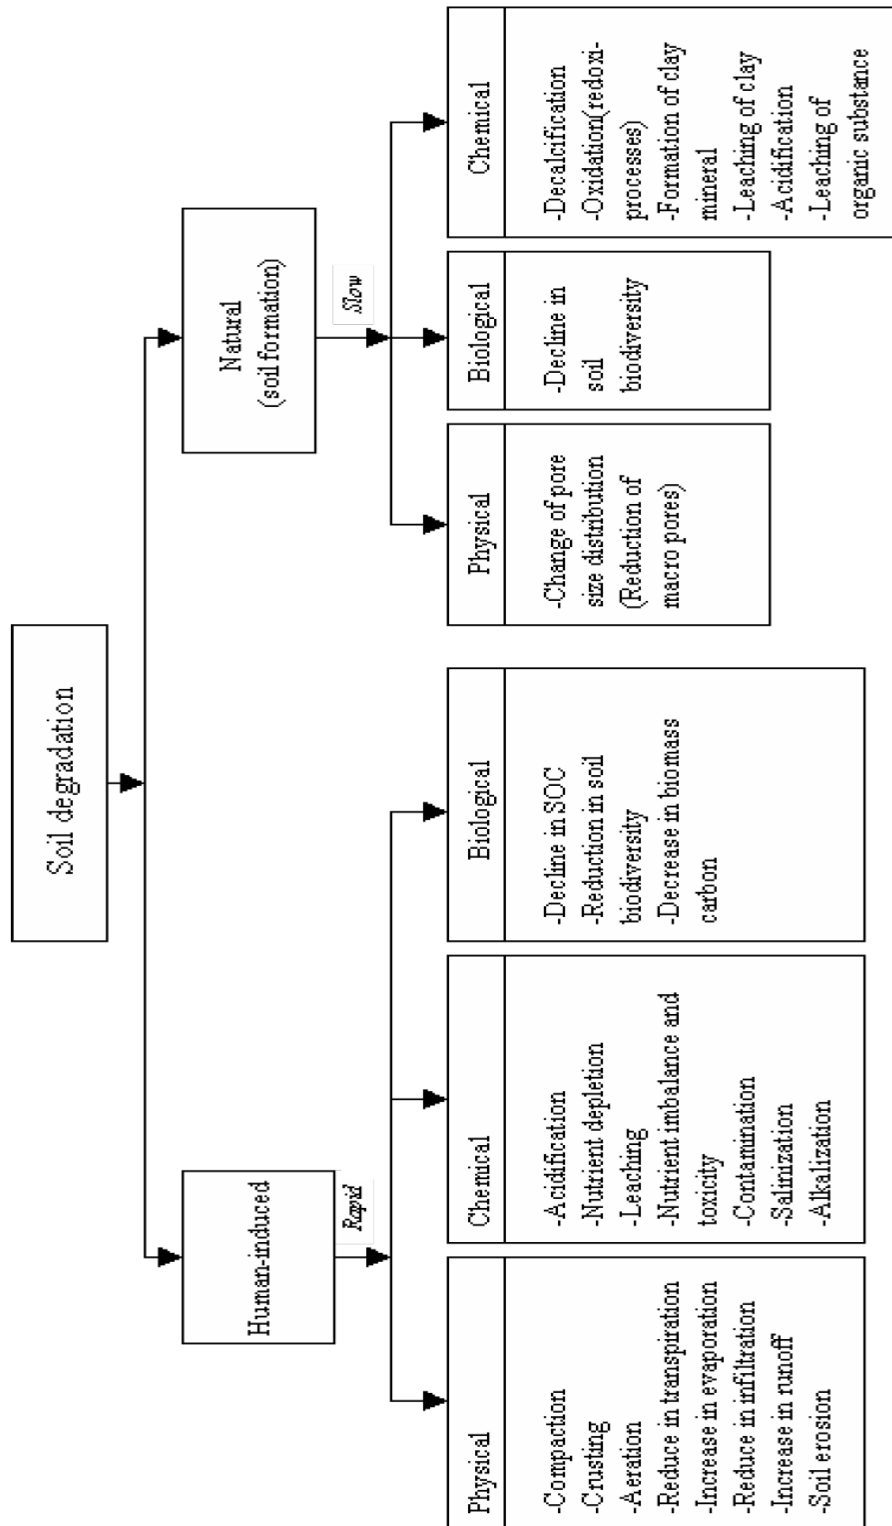 Soil degradation
Human-induced
Natural
(soil formation)
Rapid
Slow
Physical
-Compaction
-Crusting
-Aeration
-Reduce in transpiration
-Increase in evaporation
-Reduce in infiltration
-Increase in runoff
-Soil erosion
Chemical
-Acidification
-Nutrient depletion
-Leaching
-Nutrient imbalance and
toxicity
-Contamination
-Salinization
-Alkalization
Biological
-Decline in SOC
-Reduction in soil
biodiversity
-Decrease in biomass
carbon
Physical
-Change of pore
size distribution
(Reduction of
macro pores)
Biological
-Decline in
soil
biodiversity
Chemical
-Decalcification
-Oxidation(redoxi-
processes)
-Formation of clay
mineral
-Leaching of clay
-Acidification
-Leaching of
organic substance